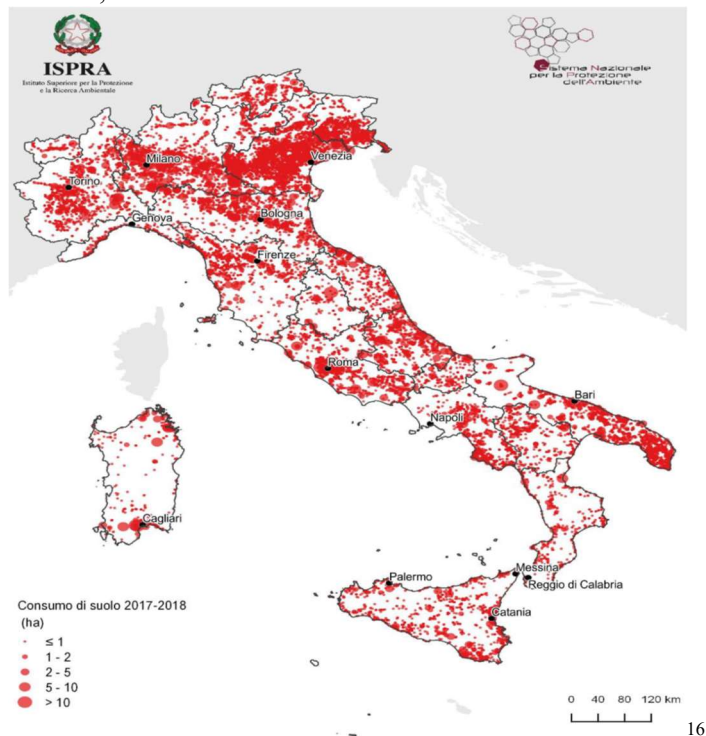 ISPRA
Istituto Superiore per la Protezione
e la Ricerca Ambientale
Sistema Nazionale
per la Protezione
dell'Ambiente
Milano
Venezia
Torino
Genova
Bologna
Firenze
Roma
Bari
Napoli
Cagliari
Messina
Palermo
Reggio di Calabria
Catania
Consumo di suolo 2017-2018
(ha)
≤ 1
1 - 2
2 - 5
5 - 10
> 10
0 40 80 120 km
16